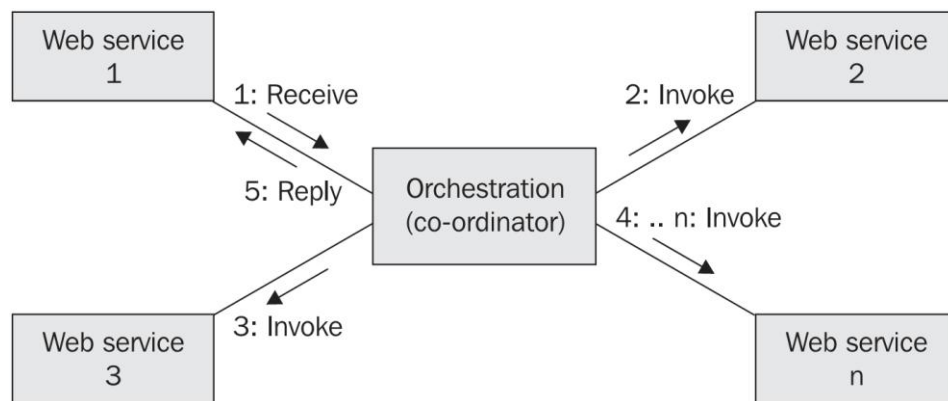 Web service
1
Web service
2
1: Receive
2: Invoke
5: Reply
Orchestration
(co-ordinator)
4: .. n: Invoke
3: Invoke
Web service
3
Web service
n